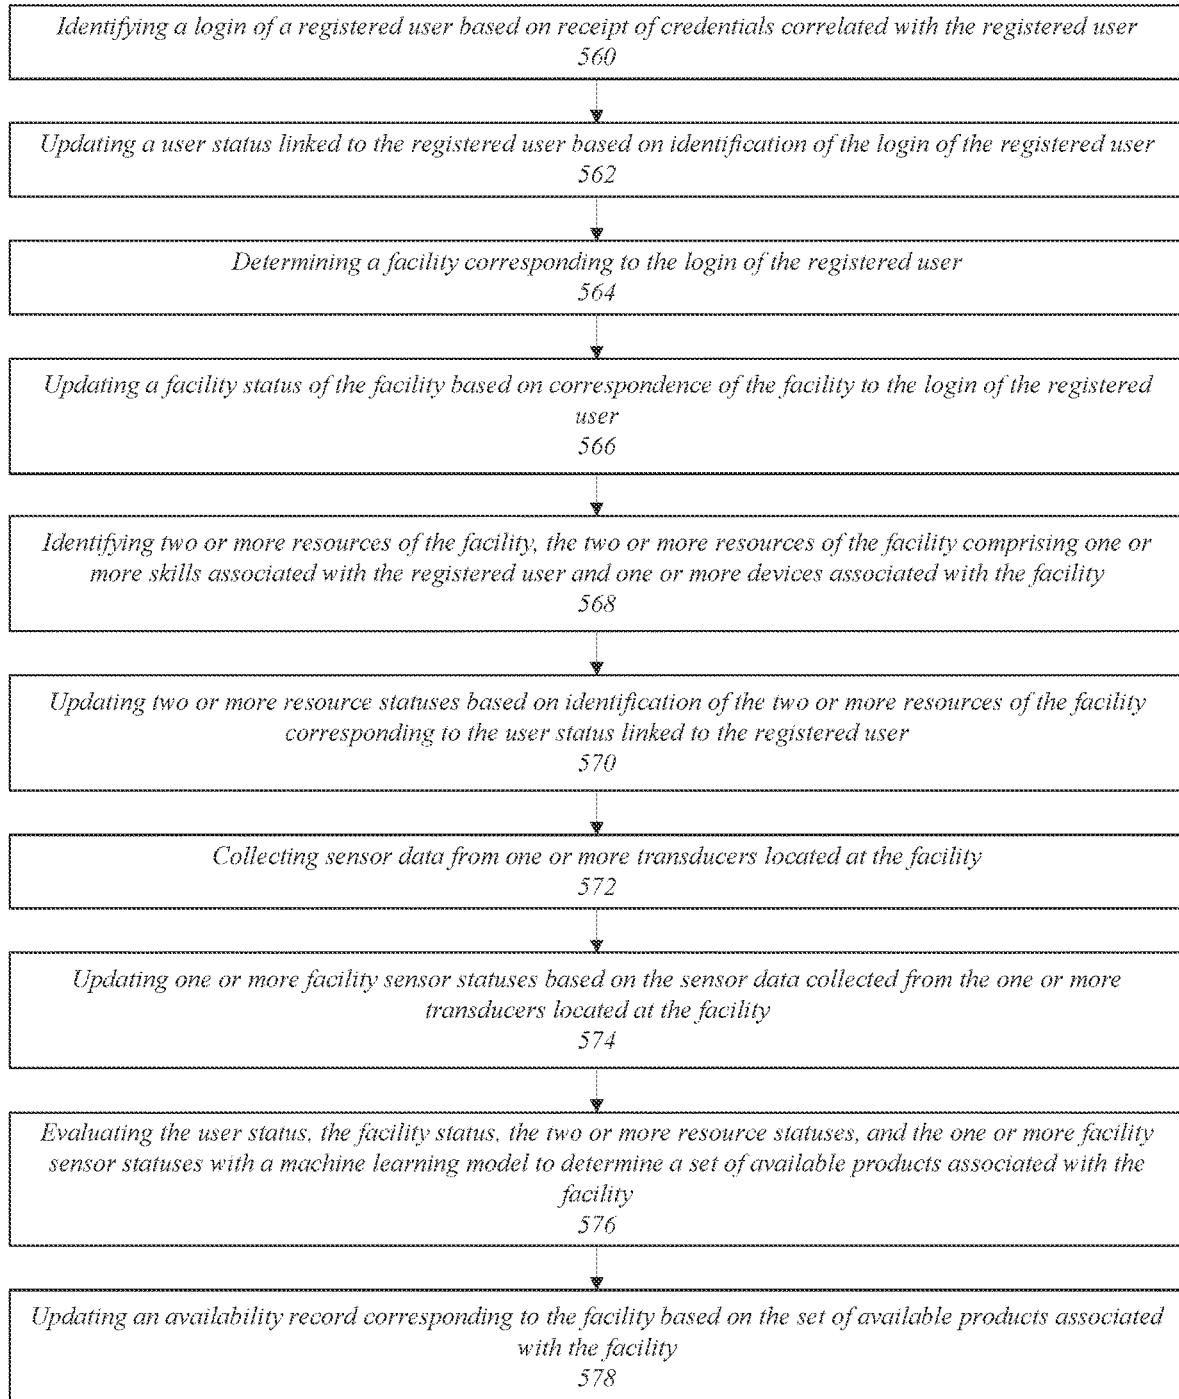 Identifying a login of a registered user based on receipt of credentials correlated with the registered user
560
Updating a user status linked to the registered user based on identification of the login of the registered user
562
Determining a facility corresponding to the login of the registered user
564
Updating a facility status of the facility based on correspondence of the facility to the login of the registered
user
566
Identifying two or more resources of the facility, the two or more resources of the facility comprising one or
more skills associated with the registered user and one or more devices associated with the facility
568
Updating two or more resource statuses based on identification of the two or more resources of the facility
corresponding to the user status linked to the registered user
570
Collecting sensor data from one or more transducers located at the facility
572
Updating one or more facility sensor statuses based on the sensor data collected from the one or more
transducers located at the facility
574
Evaluating the user status, the facility status, the two or more resource statuses, and the one or more facility
sensor statuses with a machine learning model to determine a set of available products associated with the
facility
576
Updating an availability record corresponding to the facility based on the set of available products associated
with the facility
578